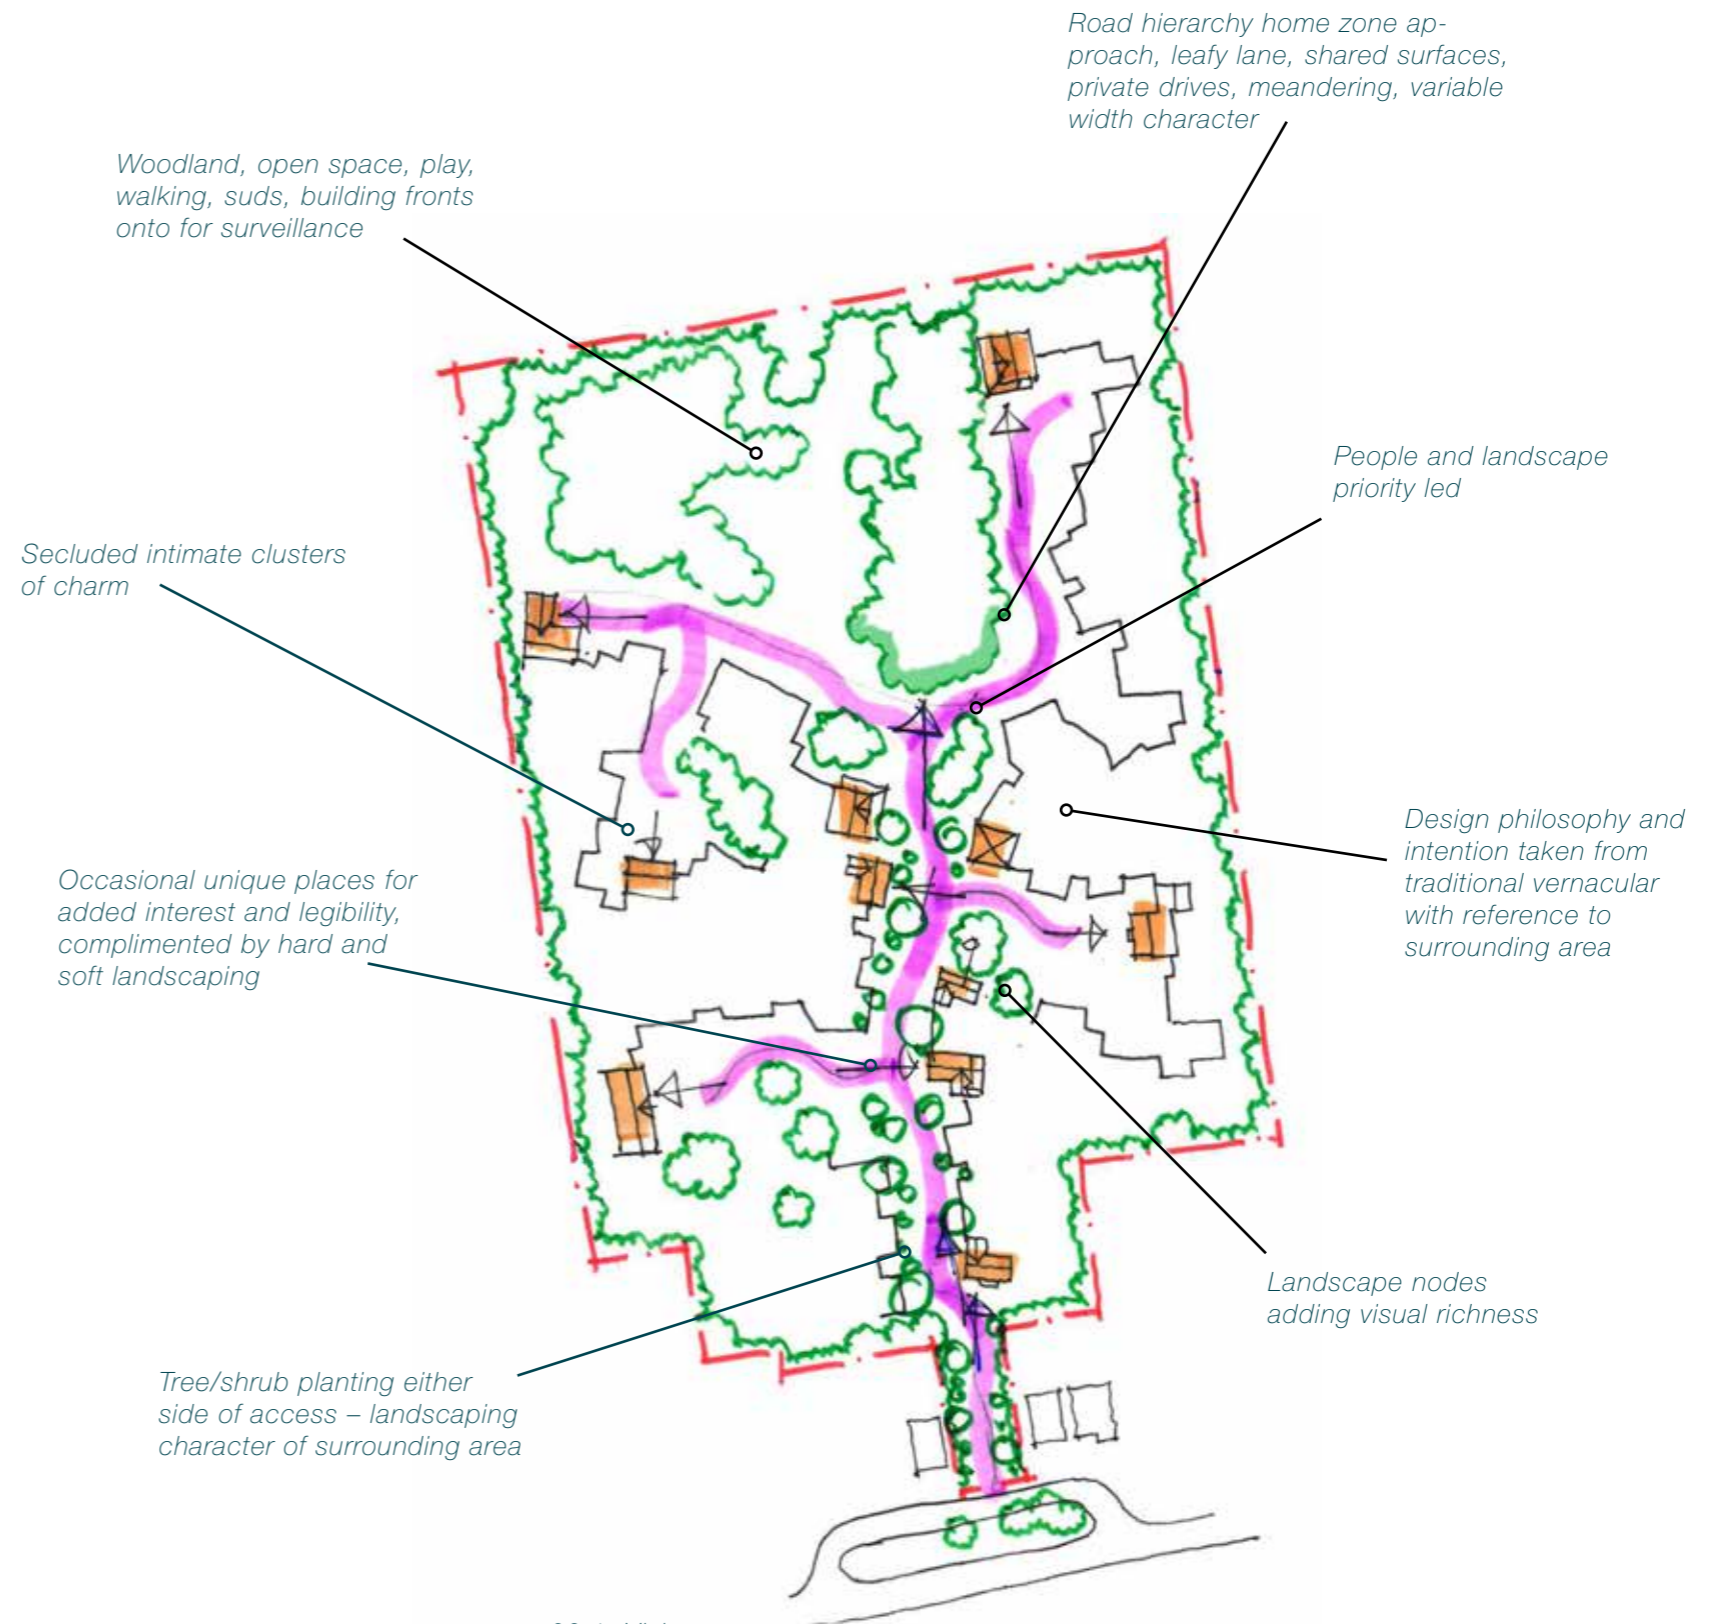 Road hierarchy home zone ap-
proach, leafy lane, shared surfaces,
private drives, meandering, variable
width character
Woodland, open space, play,
walking, suds, building fronts
onto for surveillance
People and landscape
priority led
Secluded intimate clusters
of charm
Design philosophy and
intention taken from
traditional vernacular
with reference to
surrounding area
Occasional unique places for
added interest and legibility,
complimented by hard and
soft landscaping
Landscape nodes
adding visual richness
Tree/shrub planting either
side of access – landscaping
character of surrounding area